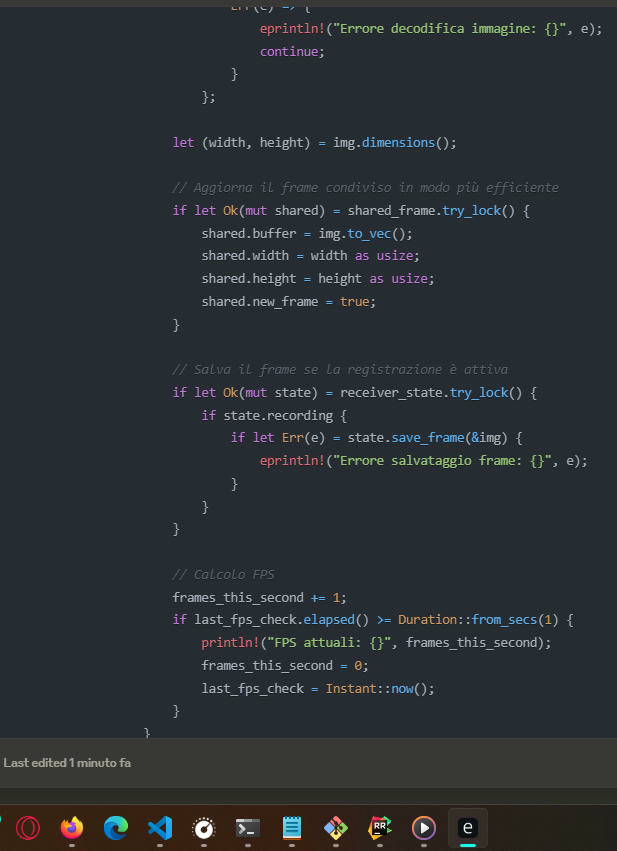 Err(e) => {
eprintln!("Errore decodifica immagine: {}", e);
continue;
}
};
let (width, height) = img.dimensions();
// Aggiorna il frame condiviso in modo più efficiente
if let Ok(mut shared) = shared_frame.try_lock() {
shared.buffer = img.to_vec();
shared.width = width as usize;
shared.height = height as usize;
shared.new_frame = true;
}
// Salva il frame se la registrazione è attiva
if let Ok(mut state) = receiver_state.try_lock() {
if state.recording {
if let Err(e) = state.save_frame(&img) {
eprintln!("Errore salvataggio frame: {}", e);
}
}
}
// Calcolo FPS
frames_this_second += 1;
if last_fps_check.elapsed() >= Duration::from_secs(1) {
println!("FPS attuali: {}", frames_this_second);
frames_this_second = 0;
last_fps_check = Instant::now();
}
}
Last edited 1 minuto fa
RR
e